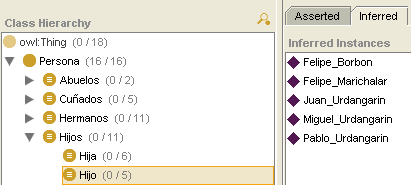 Class Hierarchy
owl:Thing (0 / 18)
Persona (16 / 16)
Abuelos (0 / 2)
Cuñados (0 / 5)
Hermanos (0 / 11)
Hijos (0 / 11)
Hija (0 / 6)
Hijo (0 / 5)
Asserted Inferred
Inferred Instances
Felipe_Borbon
Felipe_Marichalar
Juan_Urdangarin
Miguel_Urdangarin
Pablo_Urdangarin